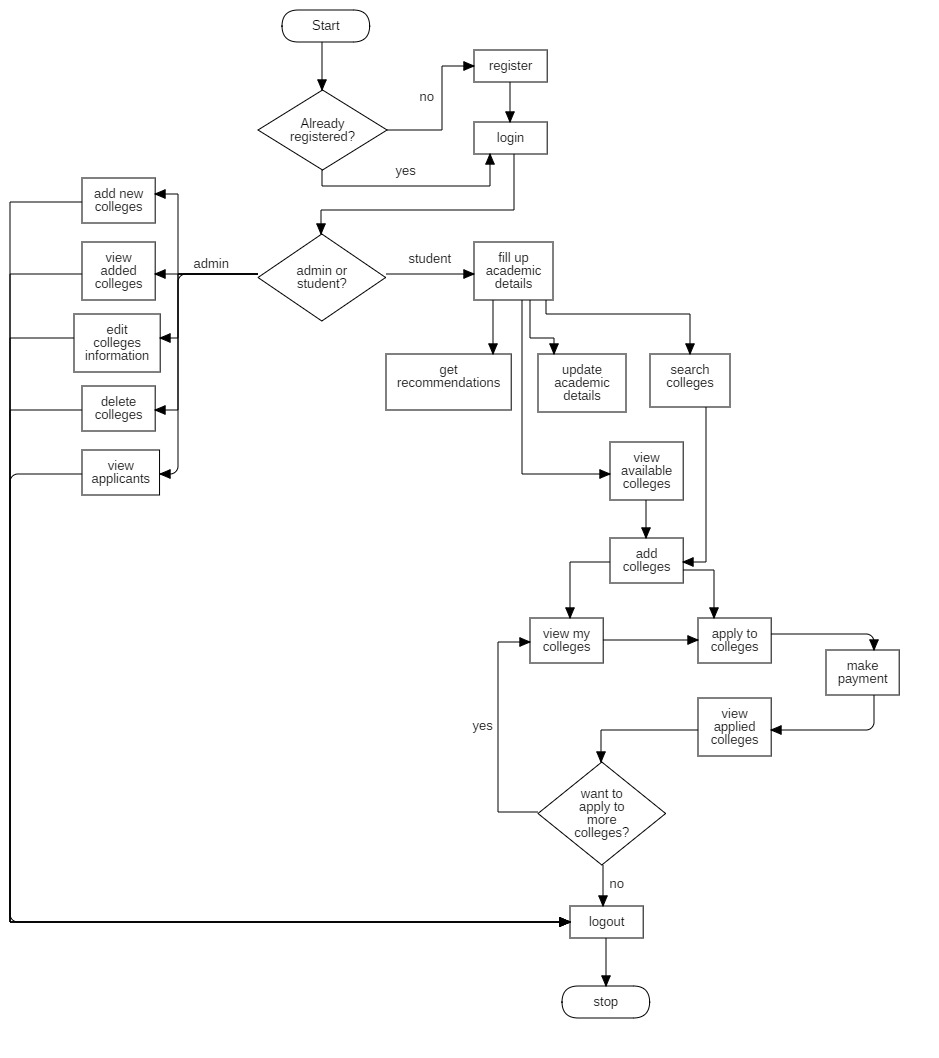 Start
register
no
Already
registered?
login
yes
add new
colleges
view
added
colleges
admin
admin or
student?
student
fill up
academic
details
edit
colleges
information
get
recommendations
update
academic
details
search
colleges
delete
colleges
view
applicants
view
available
colleges
add
colleges
view my
colleges
apply to
colleges
make
payment
yes
view
applied
colleges
want to
apply to
more
colleges?
no
logout
stop